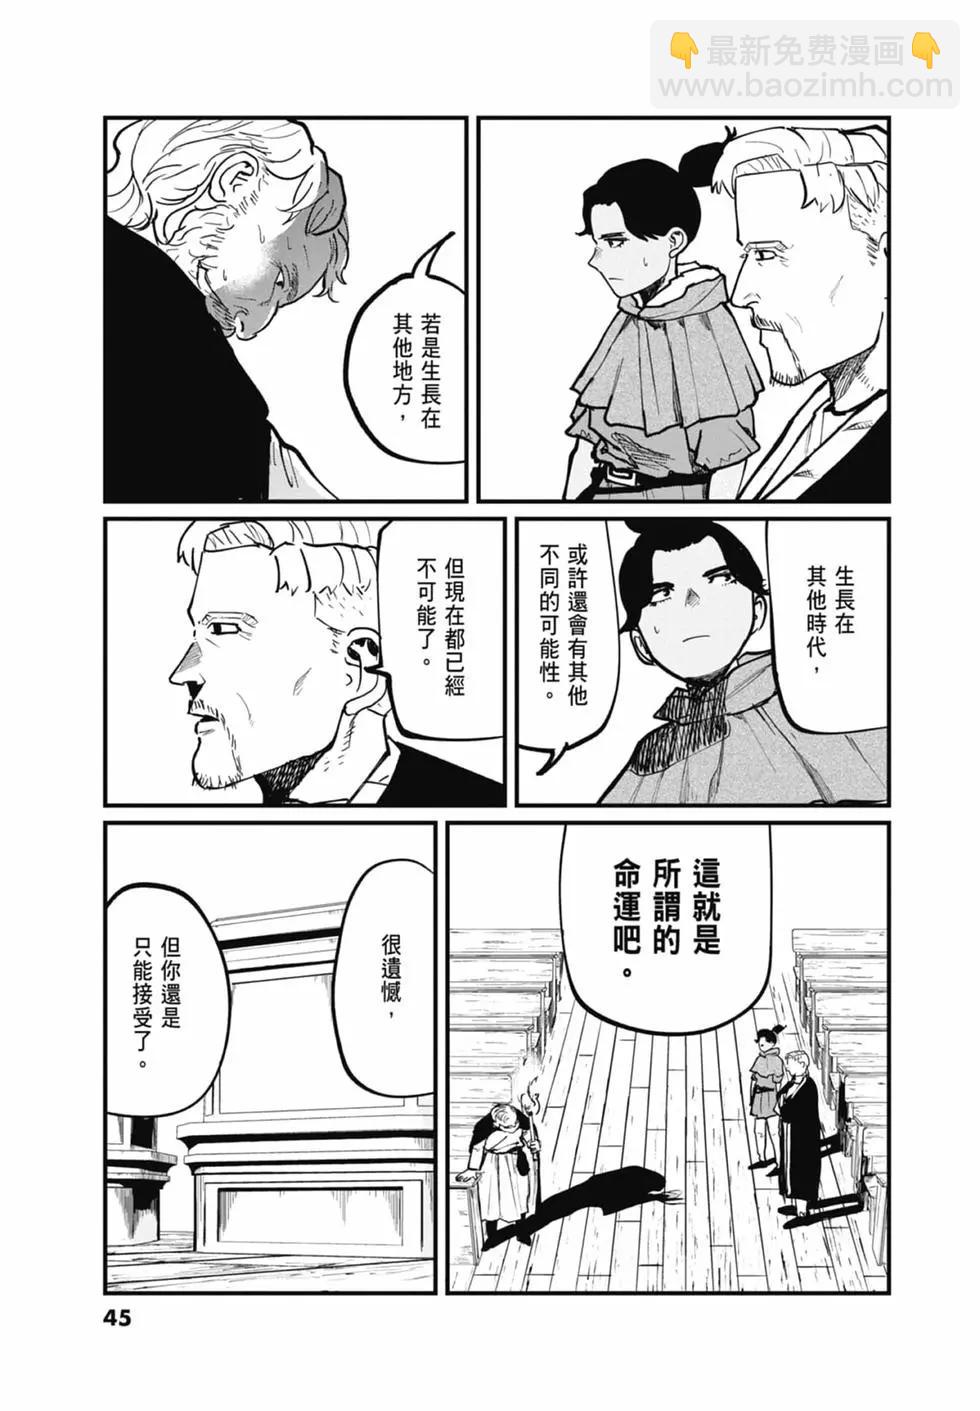 最新免费漫画
www.baozimh.com
若是生長在
其他地方，
生長在
其他時代，
或許還會有其他
不同的可能性。
但現在都已經
不可能了。
這就是
所謂的
命運吧。
很遺憾，
但你還是
只能接受了。
45